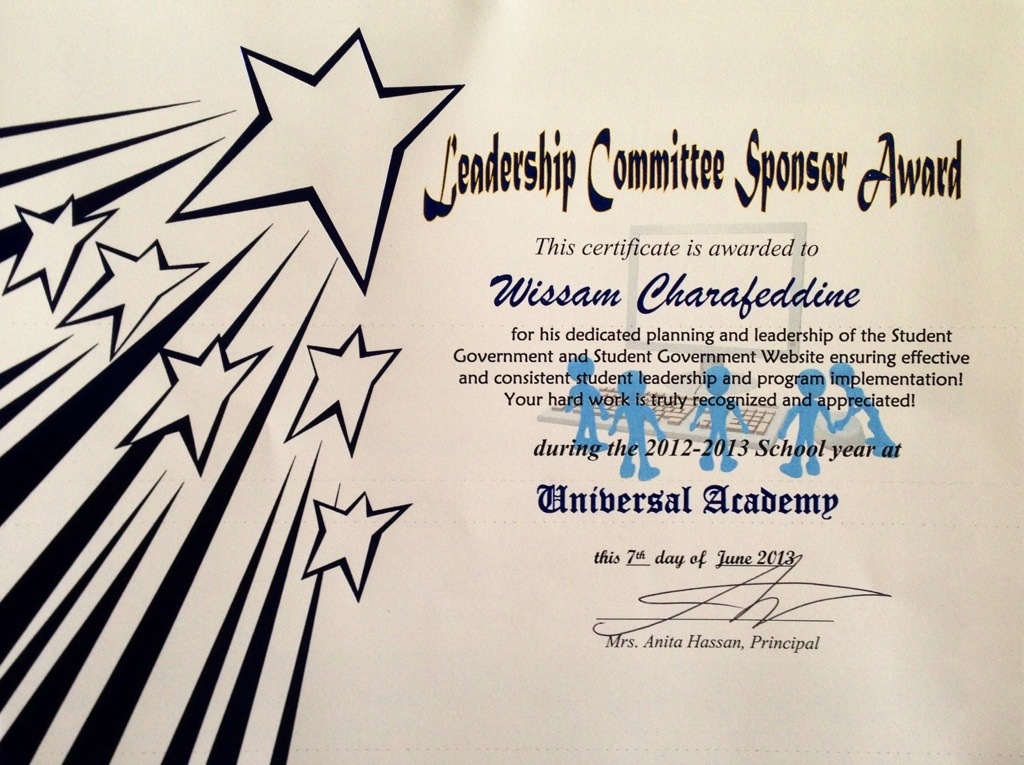 Leadership Committee Sponsor Award
This certificate is awarded to
Wissam Charafeddine
for his dedicated planning and leadership of the Student
Government and Student Government Website ensuring effective
and consistent student leadership and program implementation!
Your hard work is truly recognized and appreciated!
during the 2012-2013 School year at
Universal Academy
this 7th day of June 2013
Mrs. Anita Hassan, Principal